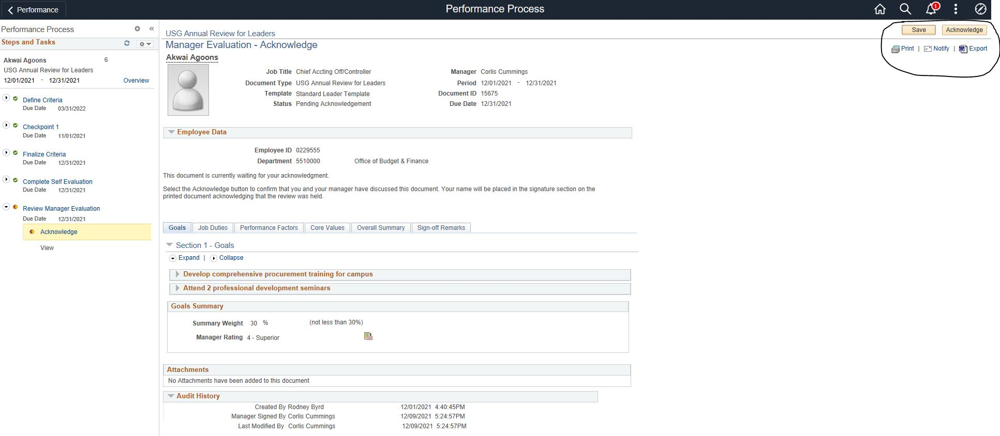 Performance
Performance Process
1
Performance Process
Steps and Tasks
Akwai Agoons 6
USG Annual Review for Leaders
12/01/2021 - 12/31/2021 Overview
Define Criteria
Due Date 03/31/2022
Checkpoint 1
Due Date 11/01/2021
Finalize Criteria
Due Date 12/31/2021
Complete Self Evaluation
Due Date 12/31/2021
Review Manager Evaluation
Due Date 12/31/2021
Acknowledge
View
USG Annual Review for Leaders
Save Acknowledge
Manager Evaluation - Acknowledge
Print | Notify | Export
Akwai Agoons
Job Title Chief Accting Off/Controller Manager Corlis Cummings
Document Type USG Annual Review for Leaders Period 12/01/2021 - 12/31/2021
Template Standard Leader Template Document ID 15675
Status Pending Acknowledgement Due Date 12/31/2021
Employee Data
Employee ID 0229555
Department 5510000 Office of Budget & Finance
This document is currently waiting for your acknowledgment.
Select the Acknowledge button to confirm that you and your manager have discussed this document. Your name will be placed in the signature section on the
printed document acknowledging that the review was held.
Goals Job Duties Performance Factors Core Values Overall Summary Sign-off Remarks
Section 1 - Goals
Expand | Collapse
Develop comprehensive procurement training for campus
Attend 2 professional development seminars
Goals Summary
Summary Weight 30 % (not less than 30%)
Manager Rating 4 - Superior
Attachments
No Attachments have been added to this document
Audit History
Created By Rodney Byrd 12/01/2021 4:40:45PM
Manager Signed By Corlis Cummings 12/09/2021 5:24:57PM
Last Modified By Corlis Cummings 12/09/2021 5:24:57PM